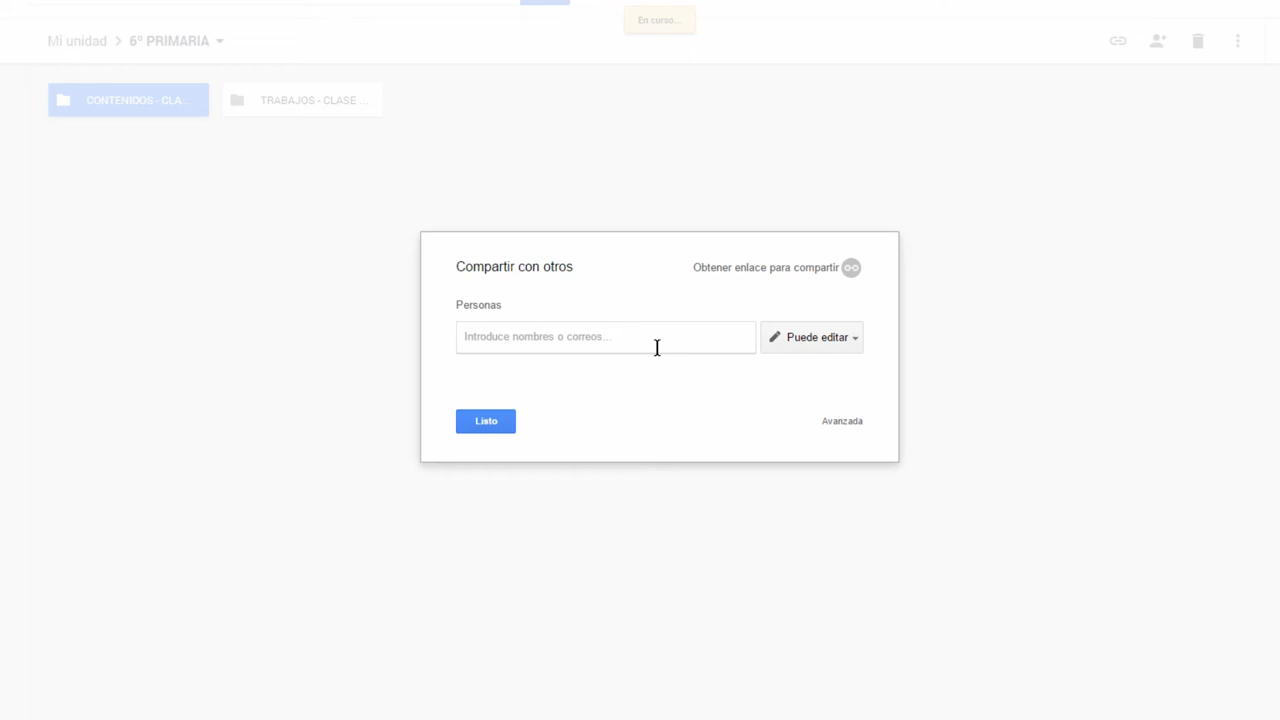 En curso...
Mi unidad > 6º PRIMARIA
CONTENIDOS - CLA...
TRABAJOS - CLASE ...
Compartir con otros
Obtener enlace para compartir
Personas
Introduce nombres o correos...
Puede editar
Listo
Avanzada